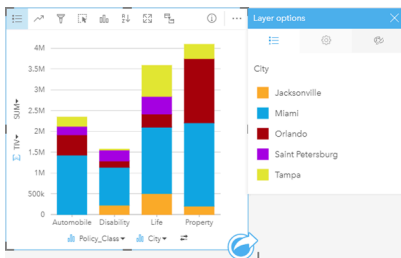 Layer options
City
Jacksonville
Miami
Orlando
Saint Petersburg
Tampa
4M
3.5M
3M
2.5M
2M
1.5M
1M
500k
0
SUM
TIV
Automobile Disability Life Property
Policy_Class City